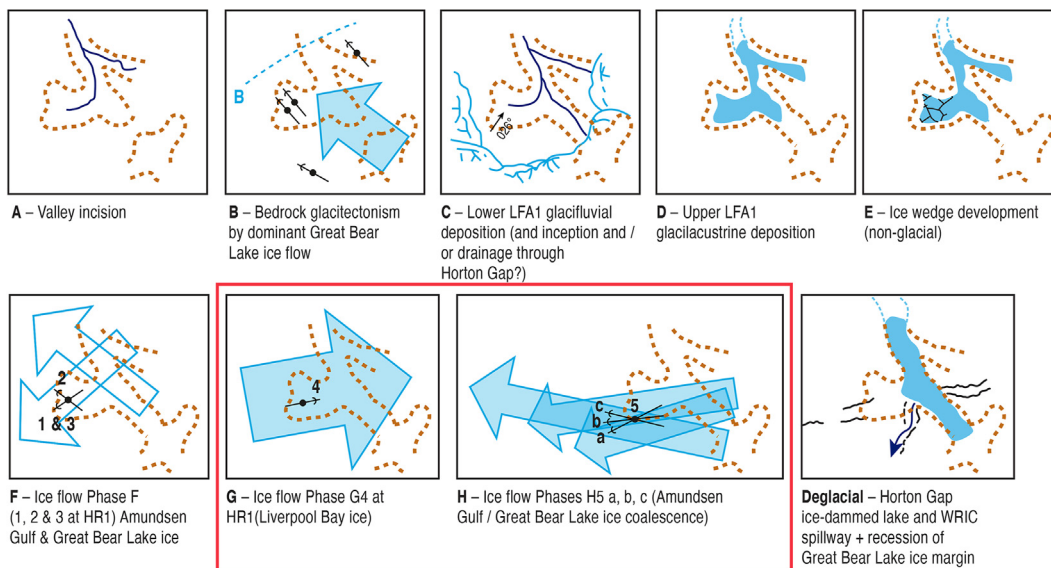 B
026°
A – Valley incision
B – Bedrock glacitectonism
by dominant Great Bear
Lake ice flow
C – Lower LFA1 glacifluvial
deposition (and inception and /
or drainage through
Horton Gap?)
D – Upper LFA1
glacilacustrine deposition
E – Ice wedge development
(non-glacial)
2
1 & 3
4
5
c
b
a
F – Ice flow Phase F
(1, 2 & 3 at HR1) Amundsen
Gulf & Great Bear Lake ice
G – Ice flow Phase G4 at
HR1(Liverpool Bay ice)
H – Ice flow Phases H5 a, b, c (Amundsen
Gulf / Great Bear Lake ice coalescence)
Deglacial – Horton Gap
ice-dammed lake and WRIC
spillway + recession of
Great Bear Lake ice margin